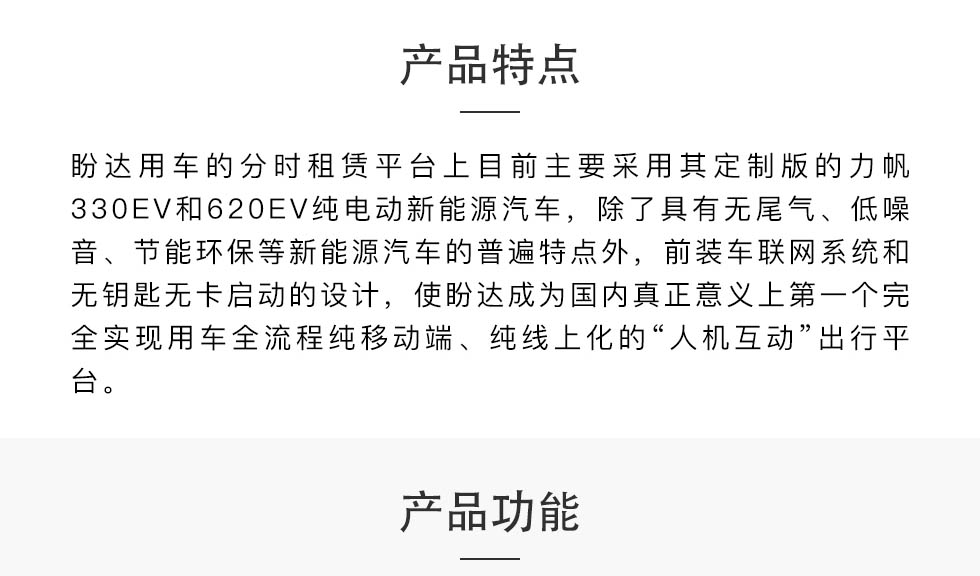 产品特点
盼达用车的分时租赁平台上目前主要采用其定制版的力帆
330EV和620EV纯电动新能源汽车，除了具有无尾气、低噪
音、节能环保等新能源汽车的普遍特点外，前装车联网系统和
无钥匙无卡启动的设计，使盼达成为国内真正意义上第一个完
全实现用车全流程纯移动端、纯线上化的“人机互动”出行平
台。
产品功能